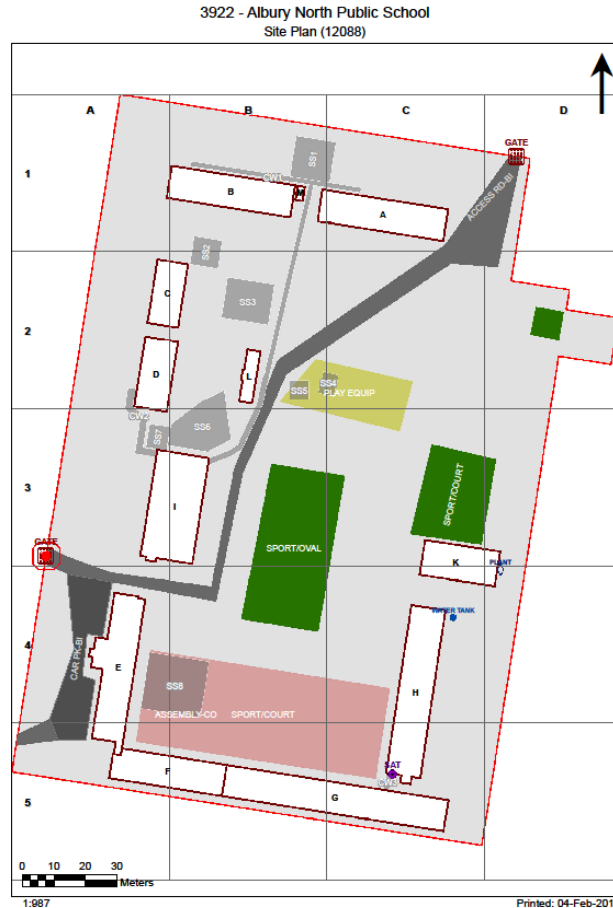 3922 - Albury North Public School
Site Plan (12088)
A B C D
GATE
1
SS1
CW1
B
M
A
ACCESS RD-BI
SS2
C
SS3
2
D
L
SS5
SS4
PLAY EQUIP
CW2
SS7
SS6
3
I
SPORT/COURT
SPORT/OVAL
GATE
K
PLANT
WATER TANK
4
CAR PK-BI
E
H
SS8
ASSEMBLY-CO SPORT/COURT
SAT
CW3
F
G
5
0 5 10 20 30
Meters
1:987
Printed: 04-Feb-201